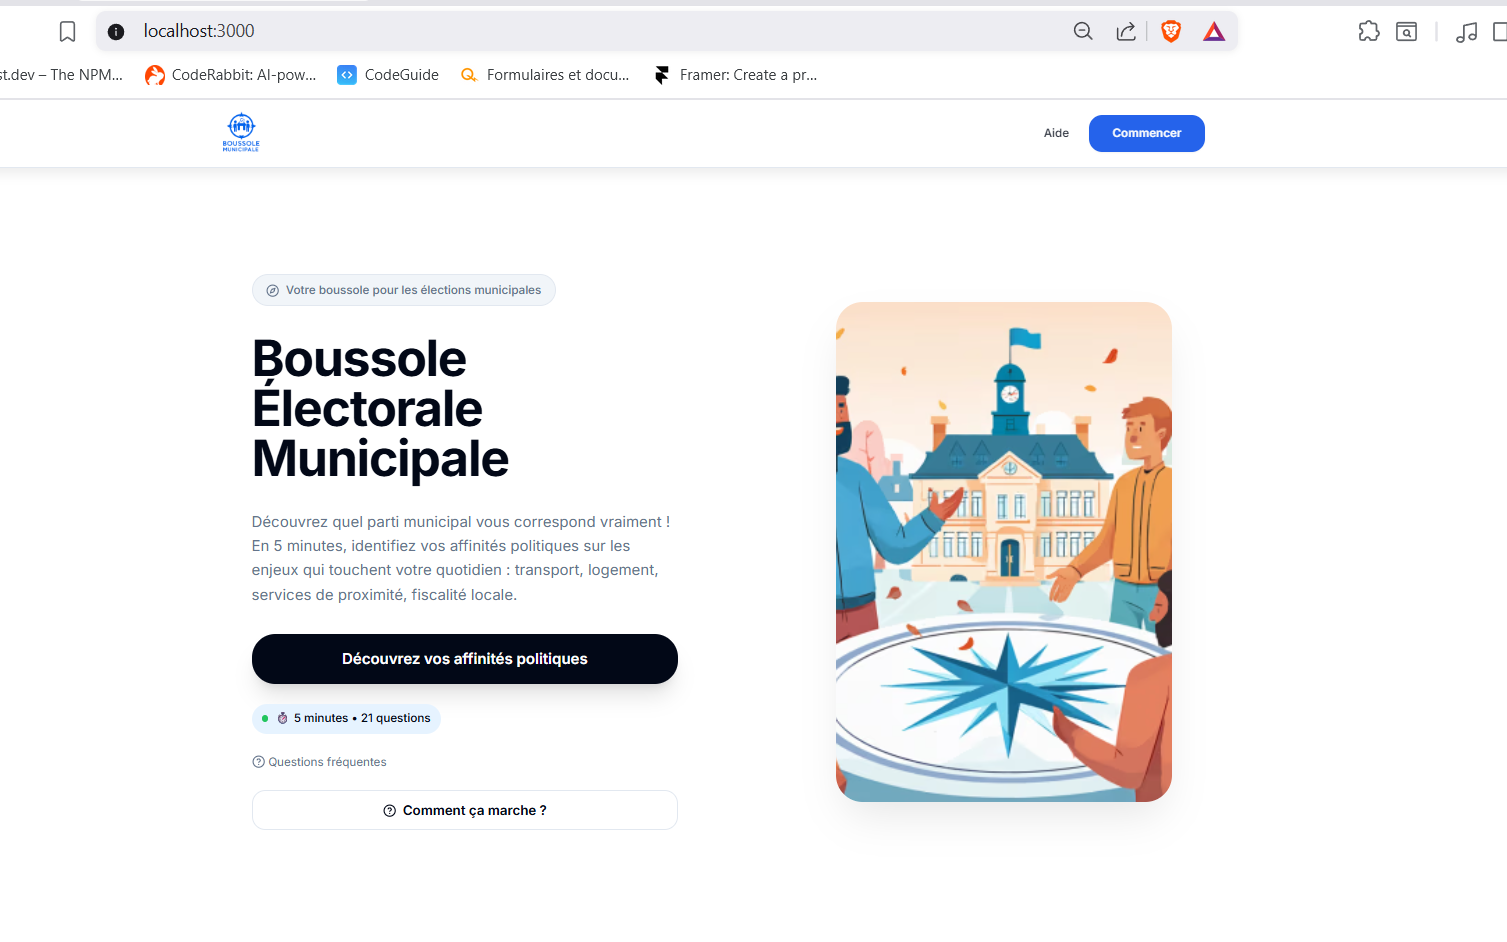 localhost:3000
st.dev – The NPM...
CodeRabbit: AI-pow...
CodeGuide
Formulaires et docu...
Framer: Create a pr...
BOUSSOLE
MUNICIPALE
Aide
Commencer
Votre boussole pour les élections municipales
Boussole
Électorale
Municipale
Découvrez quel parti municipal vous correspond vraiment !
En 5 minutes, identifiez vos affinités politiques sur les
enjeux qui touchent votre quotidien : transport, logement,
services de proximité, fiscalité locale.
Découvrez vos affinités politiques
5 minutes • 21 questions
Questions fréquentes
Comment ça marche ?